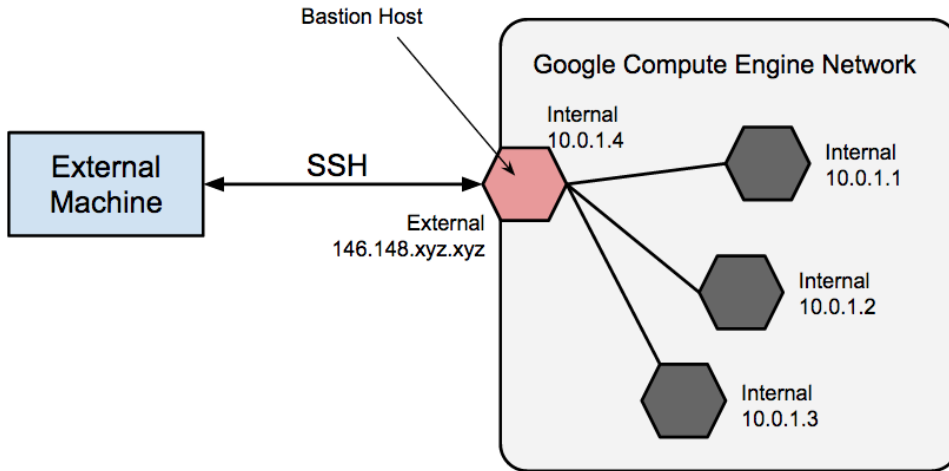 Bastion Host
Google Compute Engine Network
Internal
10.0.1.4
External
Machine
SSH
External
146.148.xyz.xyz
Internal
10.0.1.1
Internal
10.0.1.2
Internal
10.0.1.3